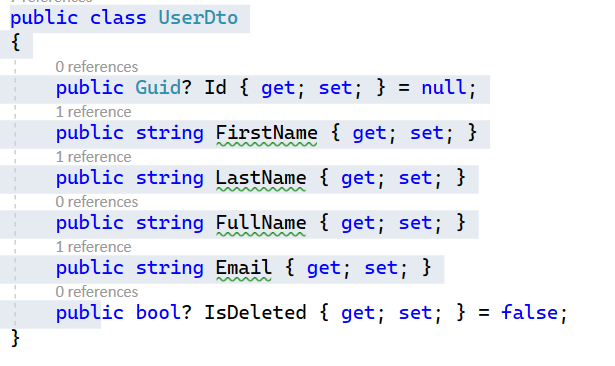 public class UserDto
{
0 references
public Guid? Id { get; set; } = null;
1 reference
public string FirstName { get; set; }
1 reference
public string LastName { get; set; }
0 references
public string FullName { get; set; }
1 reference
public string Email { get; set; }
0 references
public bool? IsDeleted { get; set; } = false;
}